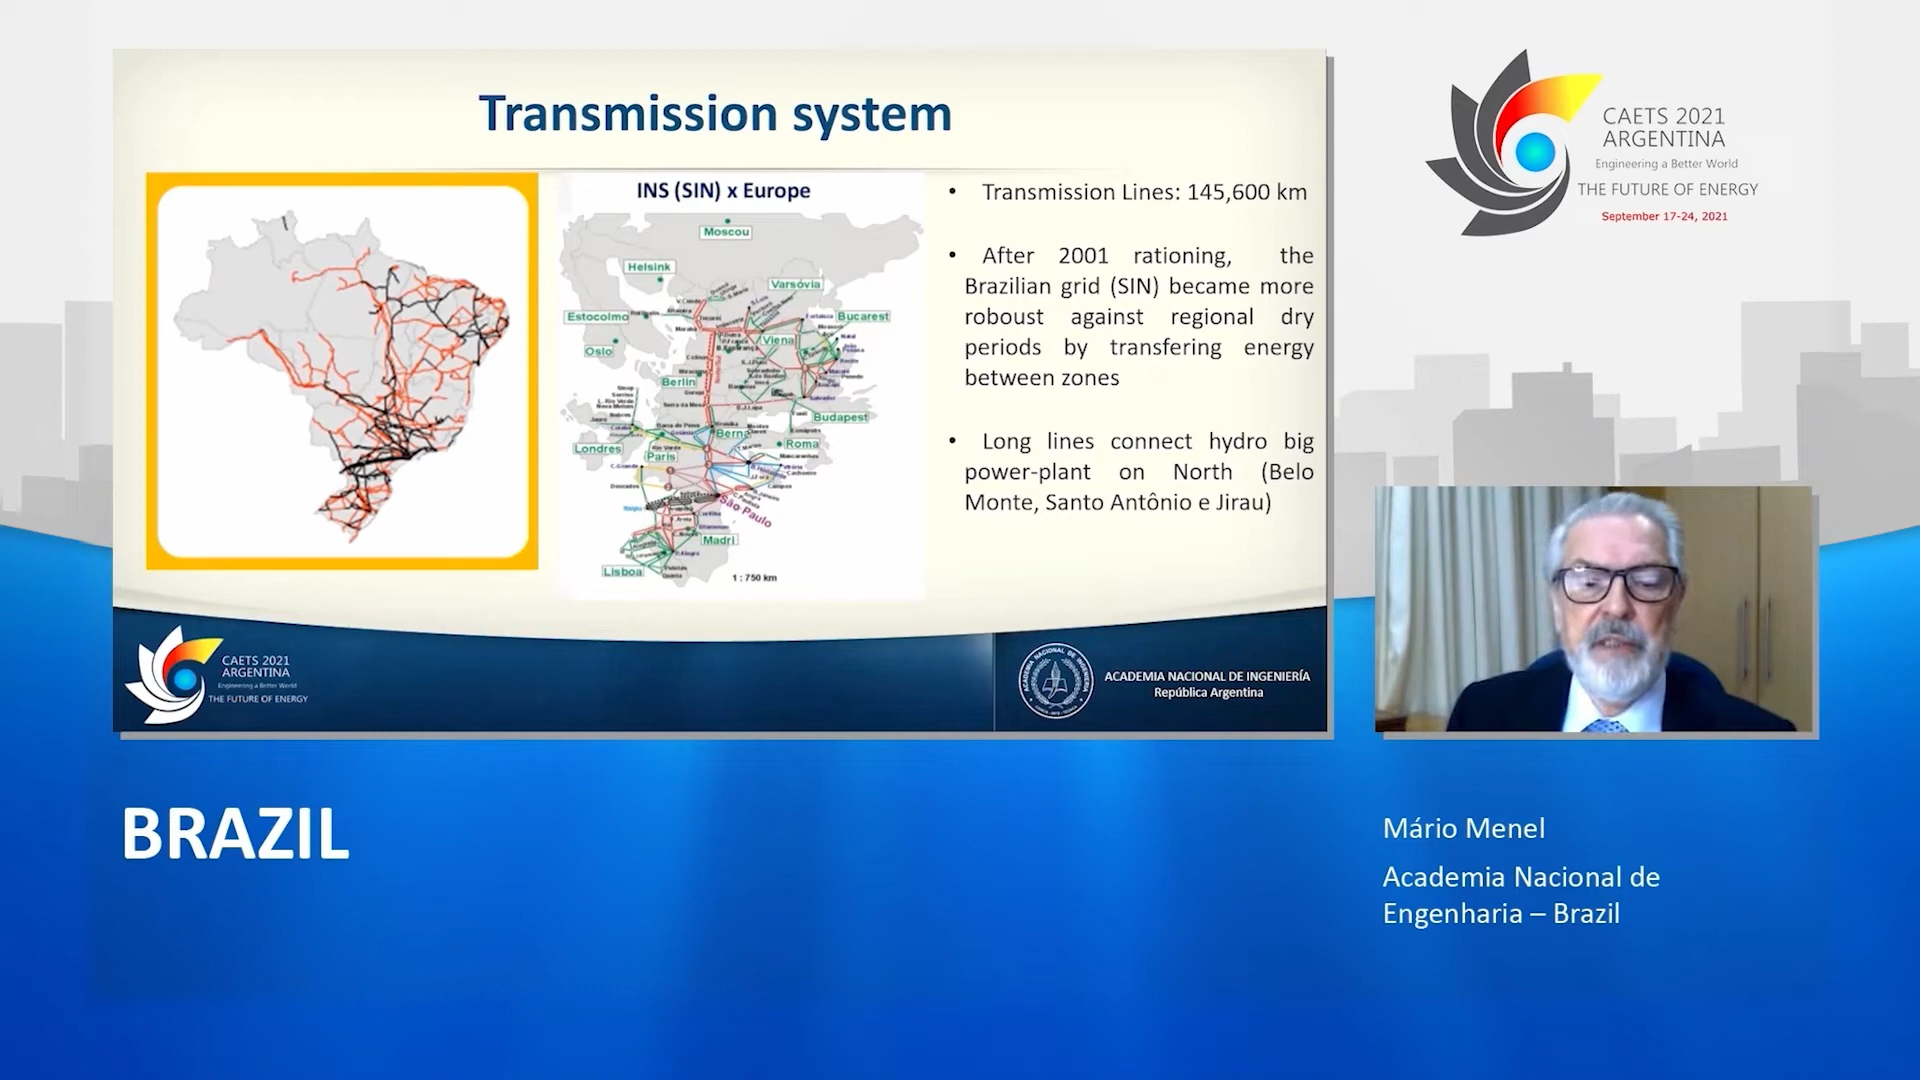 Transmission system
INS (SIN) x Europe
Moscou
Helsink
Varsóvia
Estocolmo
Bucarest
Oslo
Viena
Berlin
Budapest
Berna
Londres
Roma
Paris
São Paulo
Madri
Lisboa
1 : 750 km
• Transmission Lines: 145,600 km
• After 2001 rationing, the
Brazilian grid (SIN) became more
roboust against regional dry
periods by transfering energy
between zones
• Long lines connect hydro big
power-plant on North (Belo
Monte, Santo Antônio e Jirau)
CAETS 2021
ARGENTINA
Engineering a Better World
THE FUTURE OF ENERGY
ACADEMIA NACIONAL DE INGENIERÍA
República Argentina
CAETS 2021
ARGENTINA
Engineering a Better World
THE FUTURE OF ENERGY
September 17-24, 2021
BRAZIL
Mário Menel
Academia Nacional de
Engenharia – Brazil